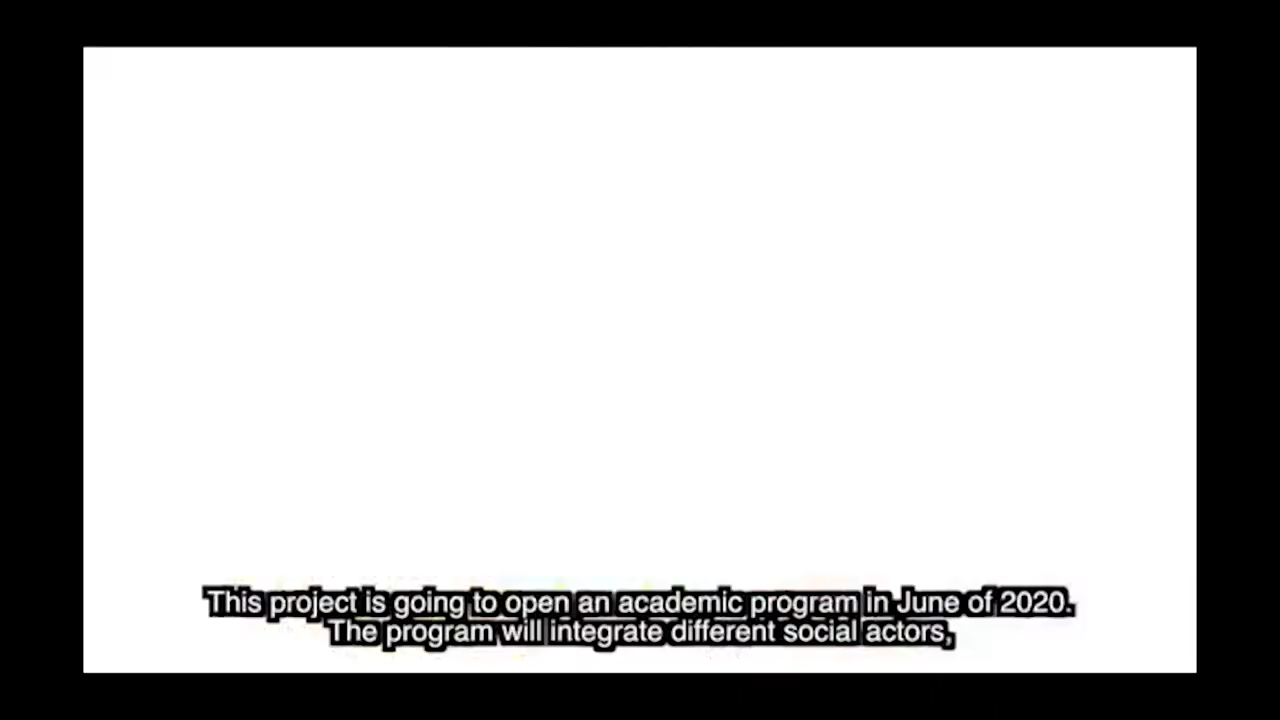 This project is going to open an academic program in June of 2020.
The program will integrate different social actors,